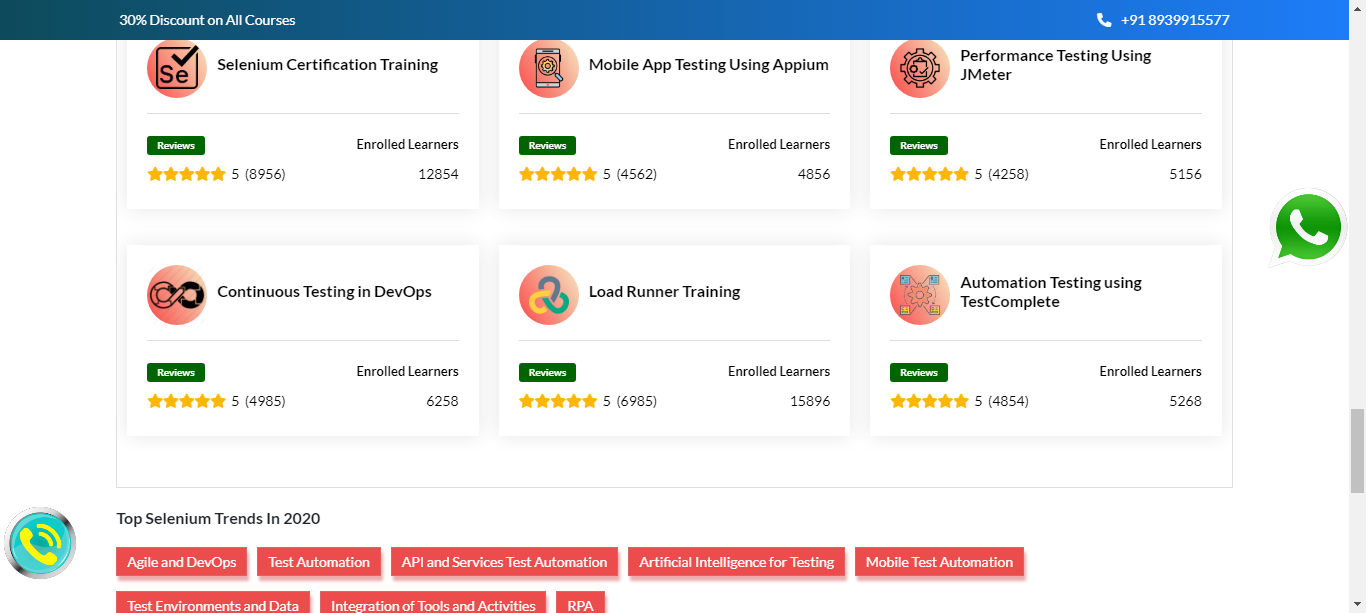 30% Discount on All Courses
+91 8939915577
Se
Selenium Certification Training
Mobile App Testing Using Appium
Performance Testing Using
JMeter
Reviews
Enrolled Learners
5 (8956)
12854
Reviews
Enrolled Learners
5 (4562)
4856
Reviews
Enrolled Learners
5 (4258)
5156
Continuous Testing in DevOps
Load Runner Training
Automation Testing using
TestComplete
Reviews
Enrolled Learners
5 (4985)
6258
Reviews
Enrolled Learners
5 (6985)
15896
Reviews
Enrolled Learners
5 (4854)
5268
Top Selenium Trends In 2020
Agile and DevOps
Test Automation
API and Services Test Automation
Artificial Intelligence for Testing
Mobile Test Automation
Test Environments and Data
Integration of Tools and Activities
RPA